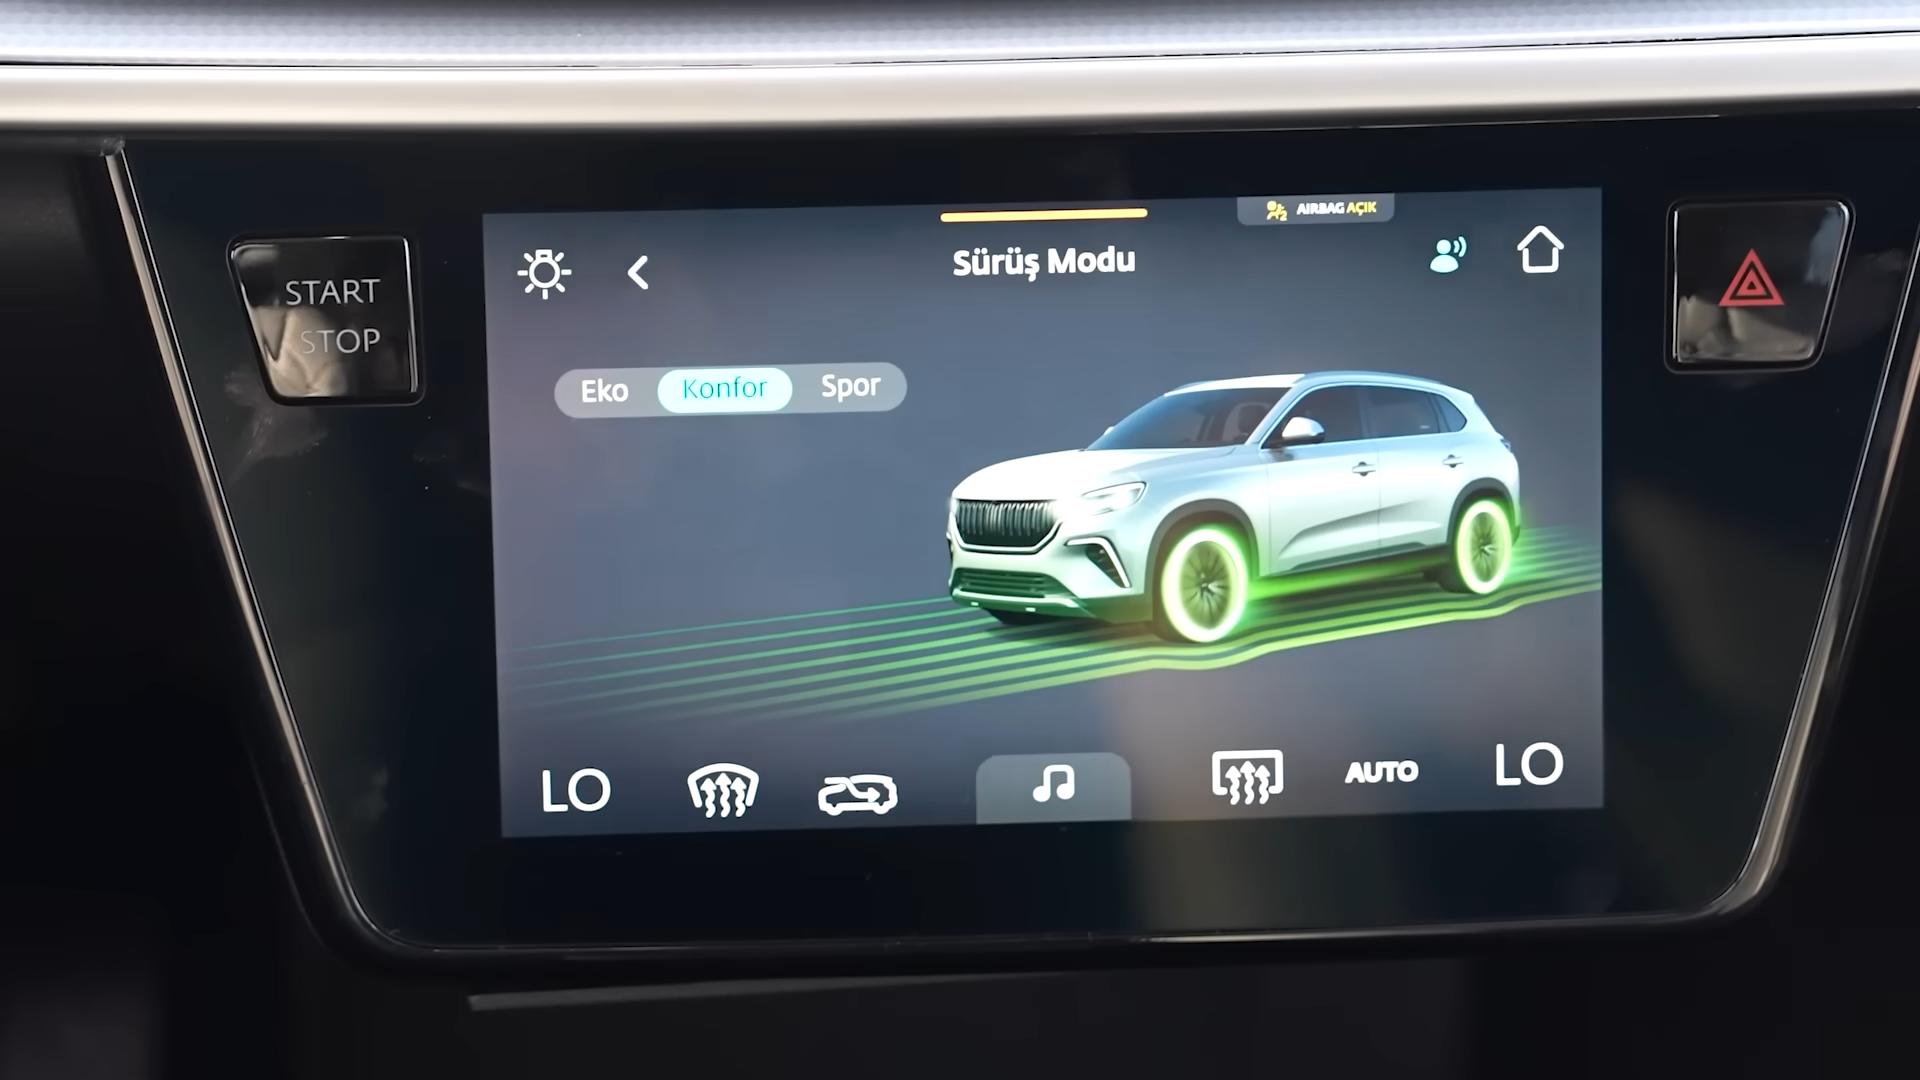 START
STOP
AIRBAG AÇIK
Sürüş Modu
Eko
Konfor
Spor
LO
AUTO
LO